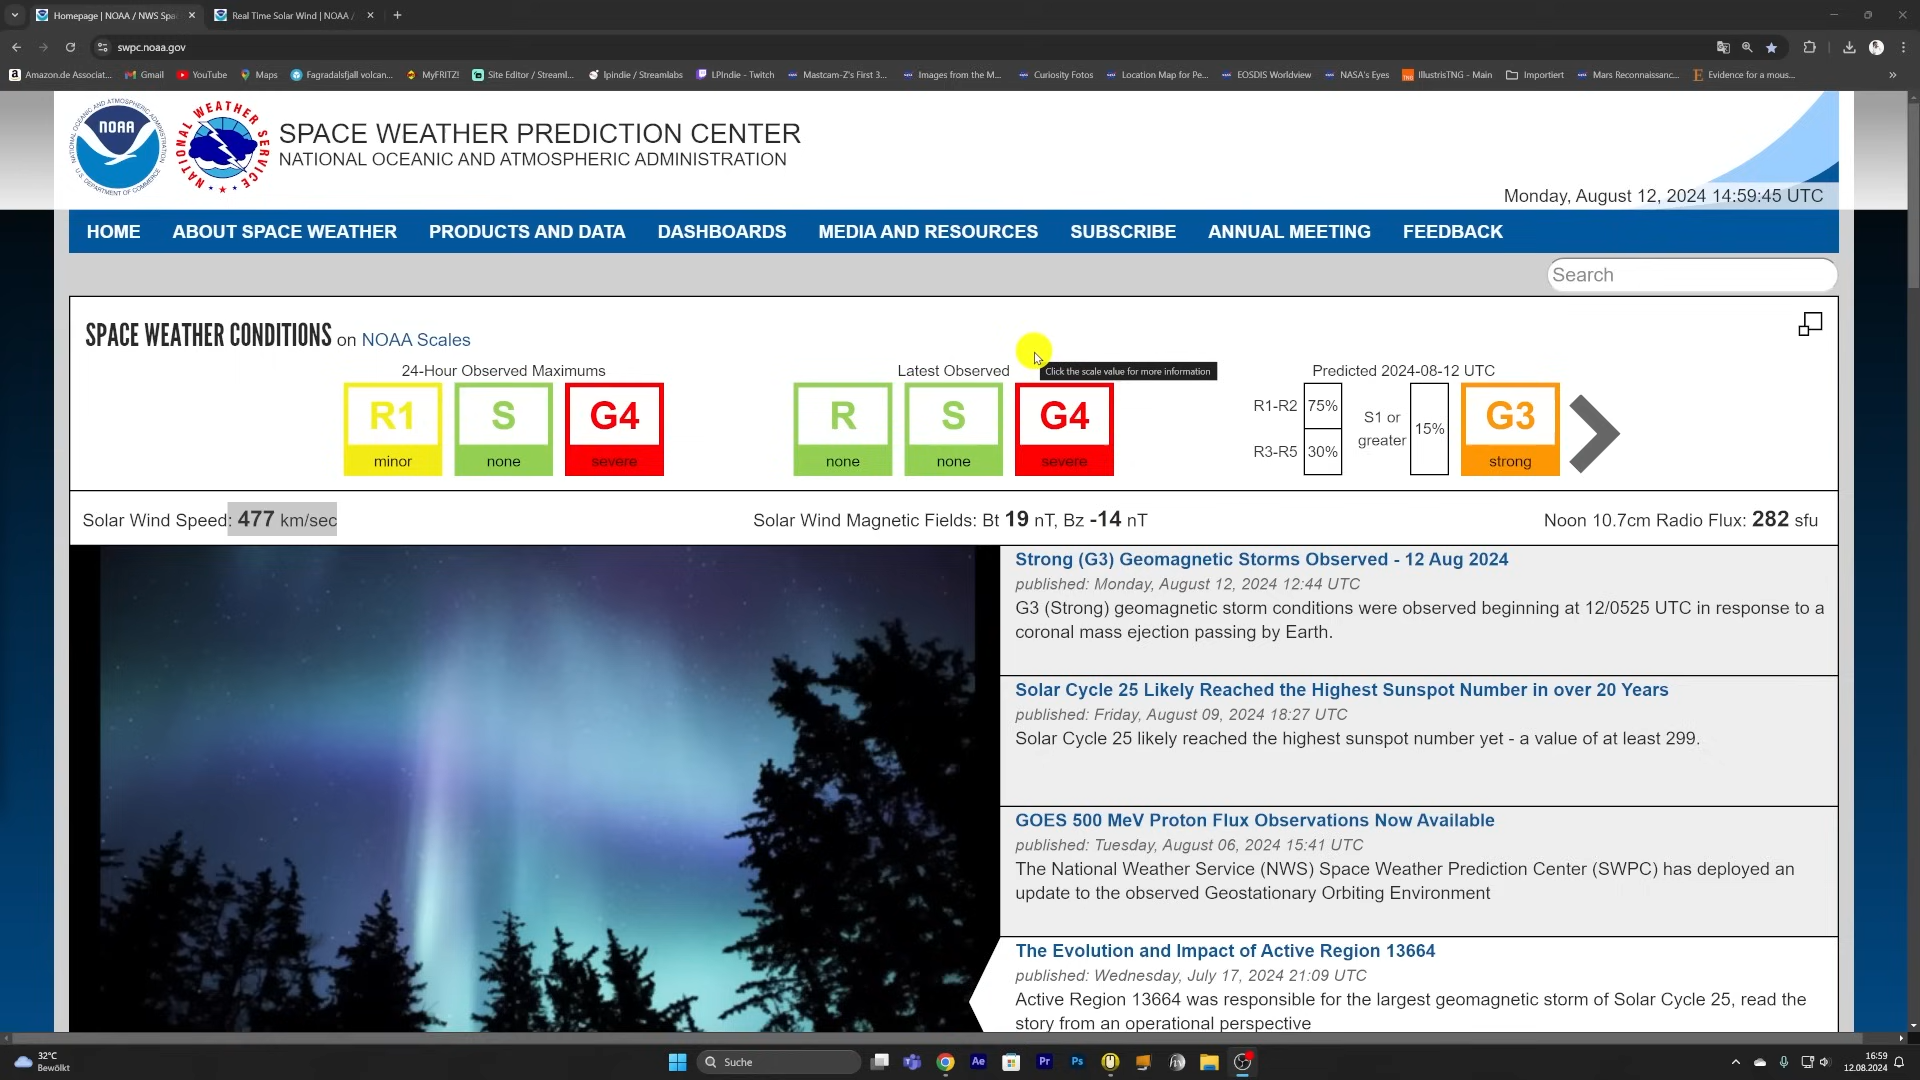 Homepage | NOAA / NWS Spa
Real Time Solar Wind | NOAA /
swpc.noaa.gov
Amazon.de Associat...
Gmail
YouTube
Maps
Fagradalsfjall volcan...
MyFRITZ!
Site Editor / Streaml...
lpindie / Streamlabs
LPIndie - Twitch
Mastcam-Z's First 3...
Images from the M...
Curiosity Fotos
Location Map for Pe...
EOSDIS Worldview
NASA's Eyes
IllustrisTNG - Main
Importiert
Mars Reconnaissanc...
Evidence for a mous...
NATIONAL OCEANIC AND ATMOSPHERIC ADMINISTRATION
NOAA
U.S. DEPARTMENT OF COMMERCE
NATIONAL WEATHER SERVICE
SPACE WEATHER PREDICTION CENTER
NATIONAL OCEANIC AND ATMOSPHERIC ADMINISTRATION
Monday, August 12, 2024 14:59:45 UTC
HOME
ABOUT SPACE WEATHER
PRODUCTS AND DATA
DASHBOARDS
MEDIA AND RESOURCES
SUBSCRIBE
ANNUAL MEETING
FEEDBACK
Search
SPACE WEATHER CONDITIONS on NOAA Scales
24-Hour Observed Maximums
R1
minor
S
none
G4
severe
Latest Observed
Click the scale value for more information
R
none
S
none
G4
severe
Predicted 2024-08-12 UTC
R1-R2 75%
R3-R5 30%
S1 or
greater
15%
G3
strong
Solar Wind Speed: 477 km/sec
Solar Wind Magnetic Fields: Bt 19 nT, Bz -14 nT
Noon 10.7cm Radio Flux: 282 sfu
Strong (G3) Geomagnetic Storms Observed - 12 Aug 2024
published: Monday, August 12, 2024 12:44 UTC
G3 (Strong) geomagnetic storm conditions were observed beginning at 12/0525 UTC in response to a
coronal mass ejection passing by Earth.
Solar Cycle 25 Likely Reached the Highest Sunspot Number in over 20 Years
published: Friday, August 09, 2024 18:27 UTC
Solar Cycle 25 likely reached the highest sunspot number yet - a value of at least 299.
GOES 500 MeV Proton Flux Observations Now Available
published: Tuesday, August 06, 2024 15:41 UTC
The National Weather Service (NWS) Space Weather Prediction Center (SWPC) has deployed an
update to the observed Geostationary Orbiting Environment
The Evolution and Impact of Active Region 13664
published: Wednesday, July 17, 2024 21:09 UTC
Active Region 13664 was responsible for the largest geomagnetic storm of Solar Cycle 25, read the
story from an operational perspective
32°C
Bewölkt
Suche
Ae
Pr
Ps
16:59
12.08.2024